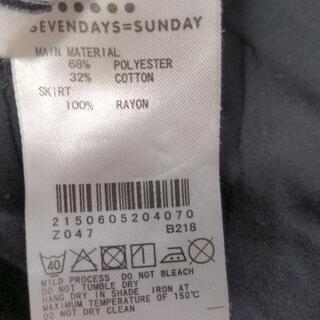 SEVENDAYS=SUNDAY
MAIN MATERIAL
68% POLYESTER
32% COTTON
SKIRT
100% RAYON
2150605204070
Z047 B218
40
MILD PROCESS DO NOT BLEACH
DO NOT TUMBLE DRY
HANG DRY IN SHADE IRON AT
MAXIMUM TEMPERATURE OF 150℃
DO NOT DRY CLEAN